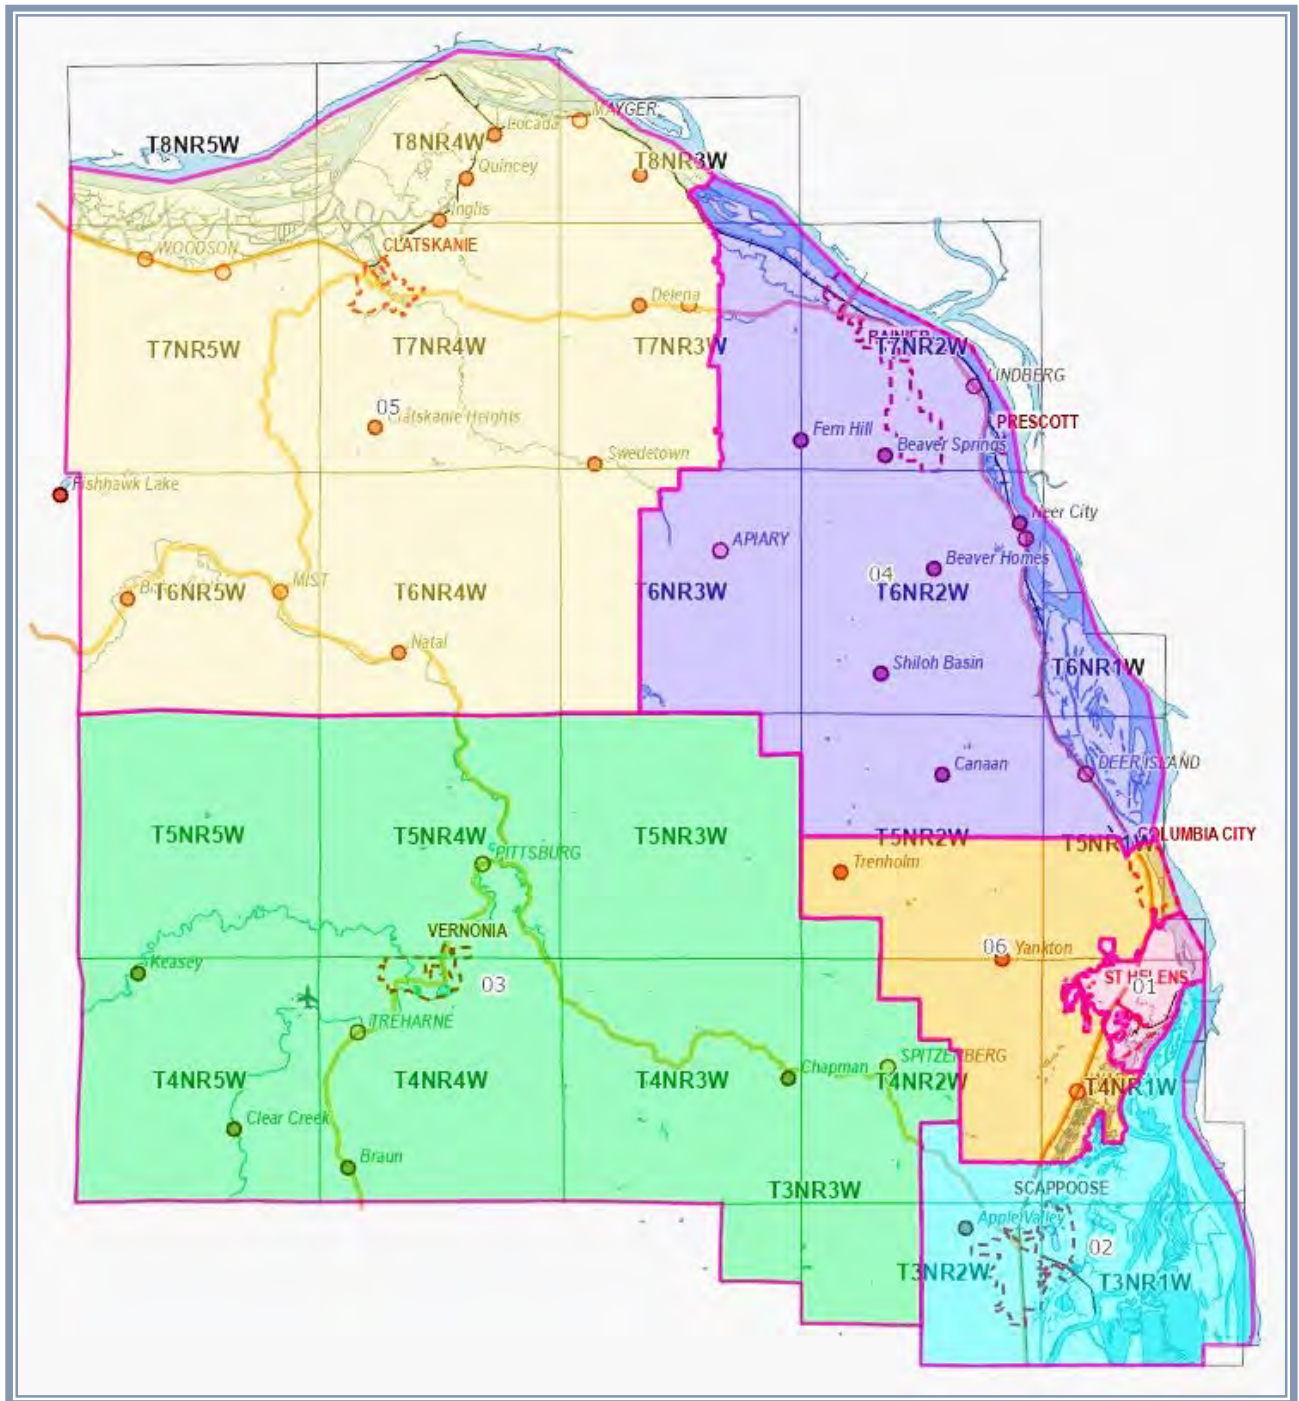 MAYGER
Locada
T8NR5W
T8NR4W
T8NR3W
Quincey
Inglis
CLATSKANIE
WOODSON
Delena
T7NR5W
T7NR4W
T7NR3W
RAINIER
T7NR2W
LINDBERG
05
Clatskanie Heights
PRESCOTT
Fern Hill
Beaver Springs
Swedetown
Fishhawk Lake
Neer City
APIARY
Beaver Homes
04
MIST
T6NR5W
T6NR4W
T6NR3W
T6NR2W
Natal
Shiloh Basin
T6NR1W
Canaan
DEER ISLAND
T5NR5W
T5NR4W
T5NR3W
T5NR2W
T5NR1W
COLUMBIA CITY
PITTSBURG
Trenholm
VERNONIA
06
Yankton
Keasey
03
ST HELENS
01
TREHARNE
SPITZENBERG
Chapman
T4NR5W
T4NR4W
T4NR3W
T4NR2W
T4NR1W
Clear Creek
Braun
T3NR3W
SCAPPOOSE
Apple Valley
02
T3NR2W
T3NR1W